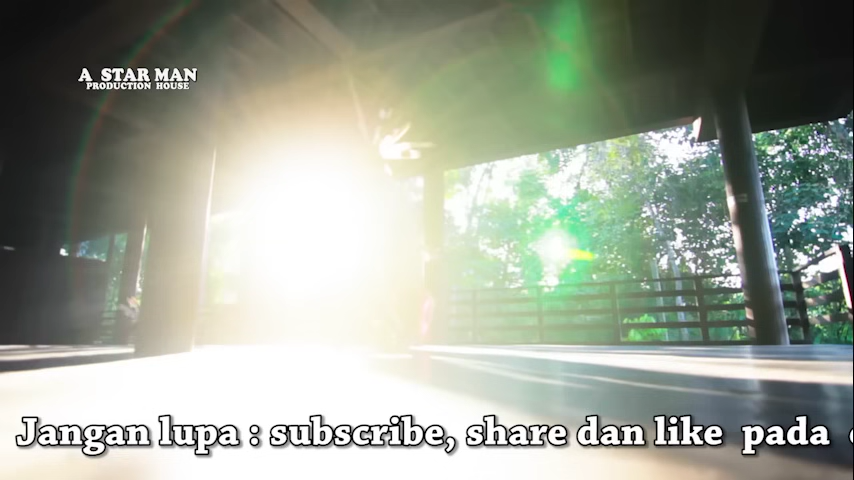 A STAR MAN
PRODUCTION HOUSE
Jangan lupa : subscribe, share dan like pada